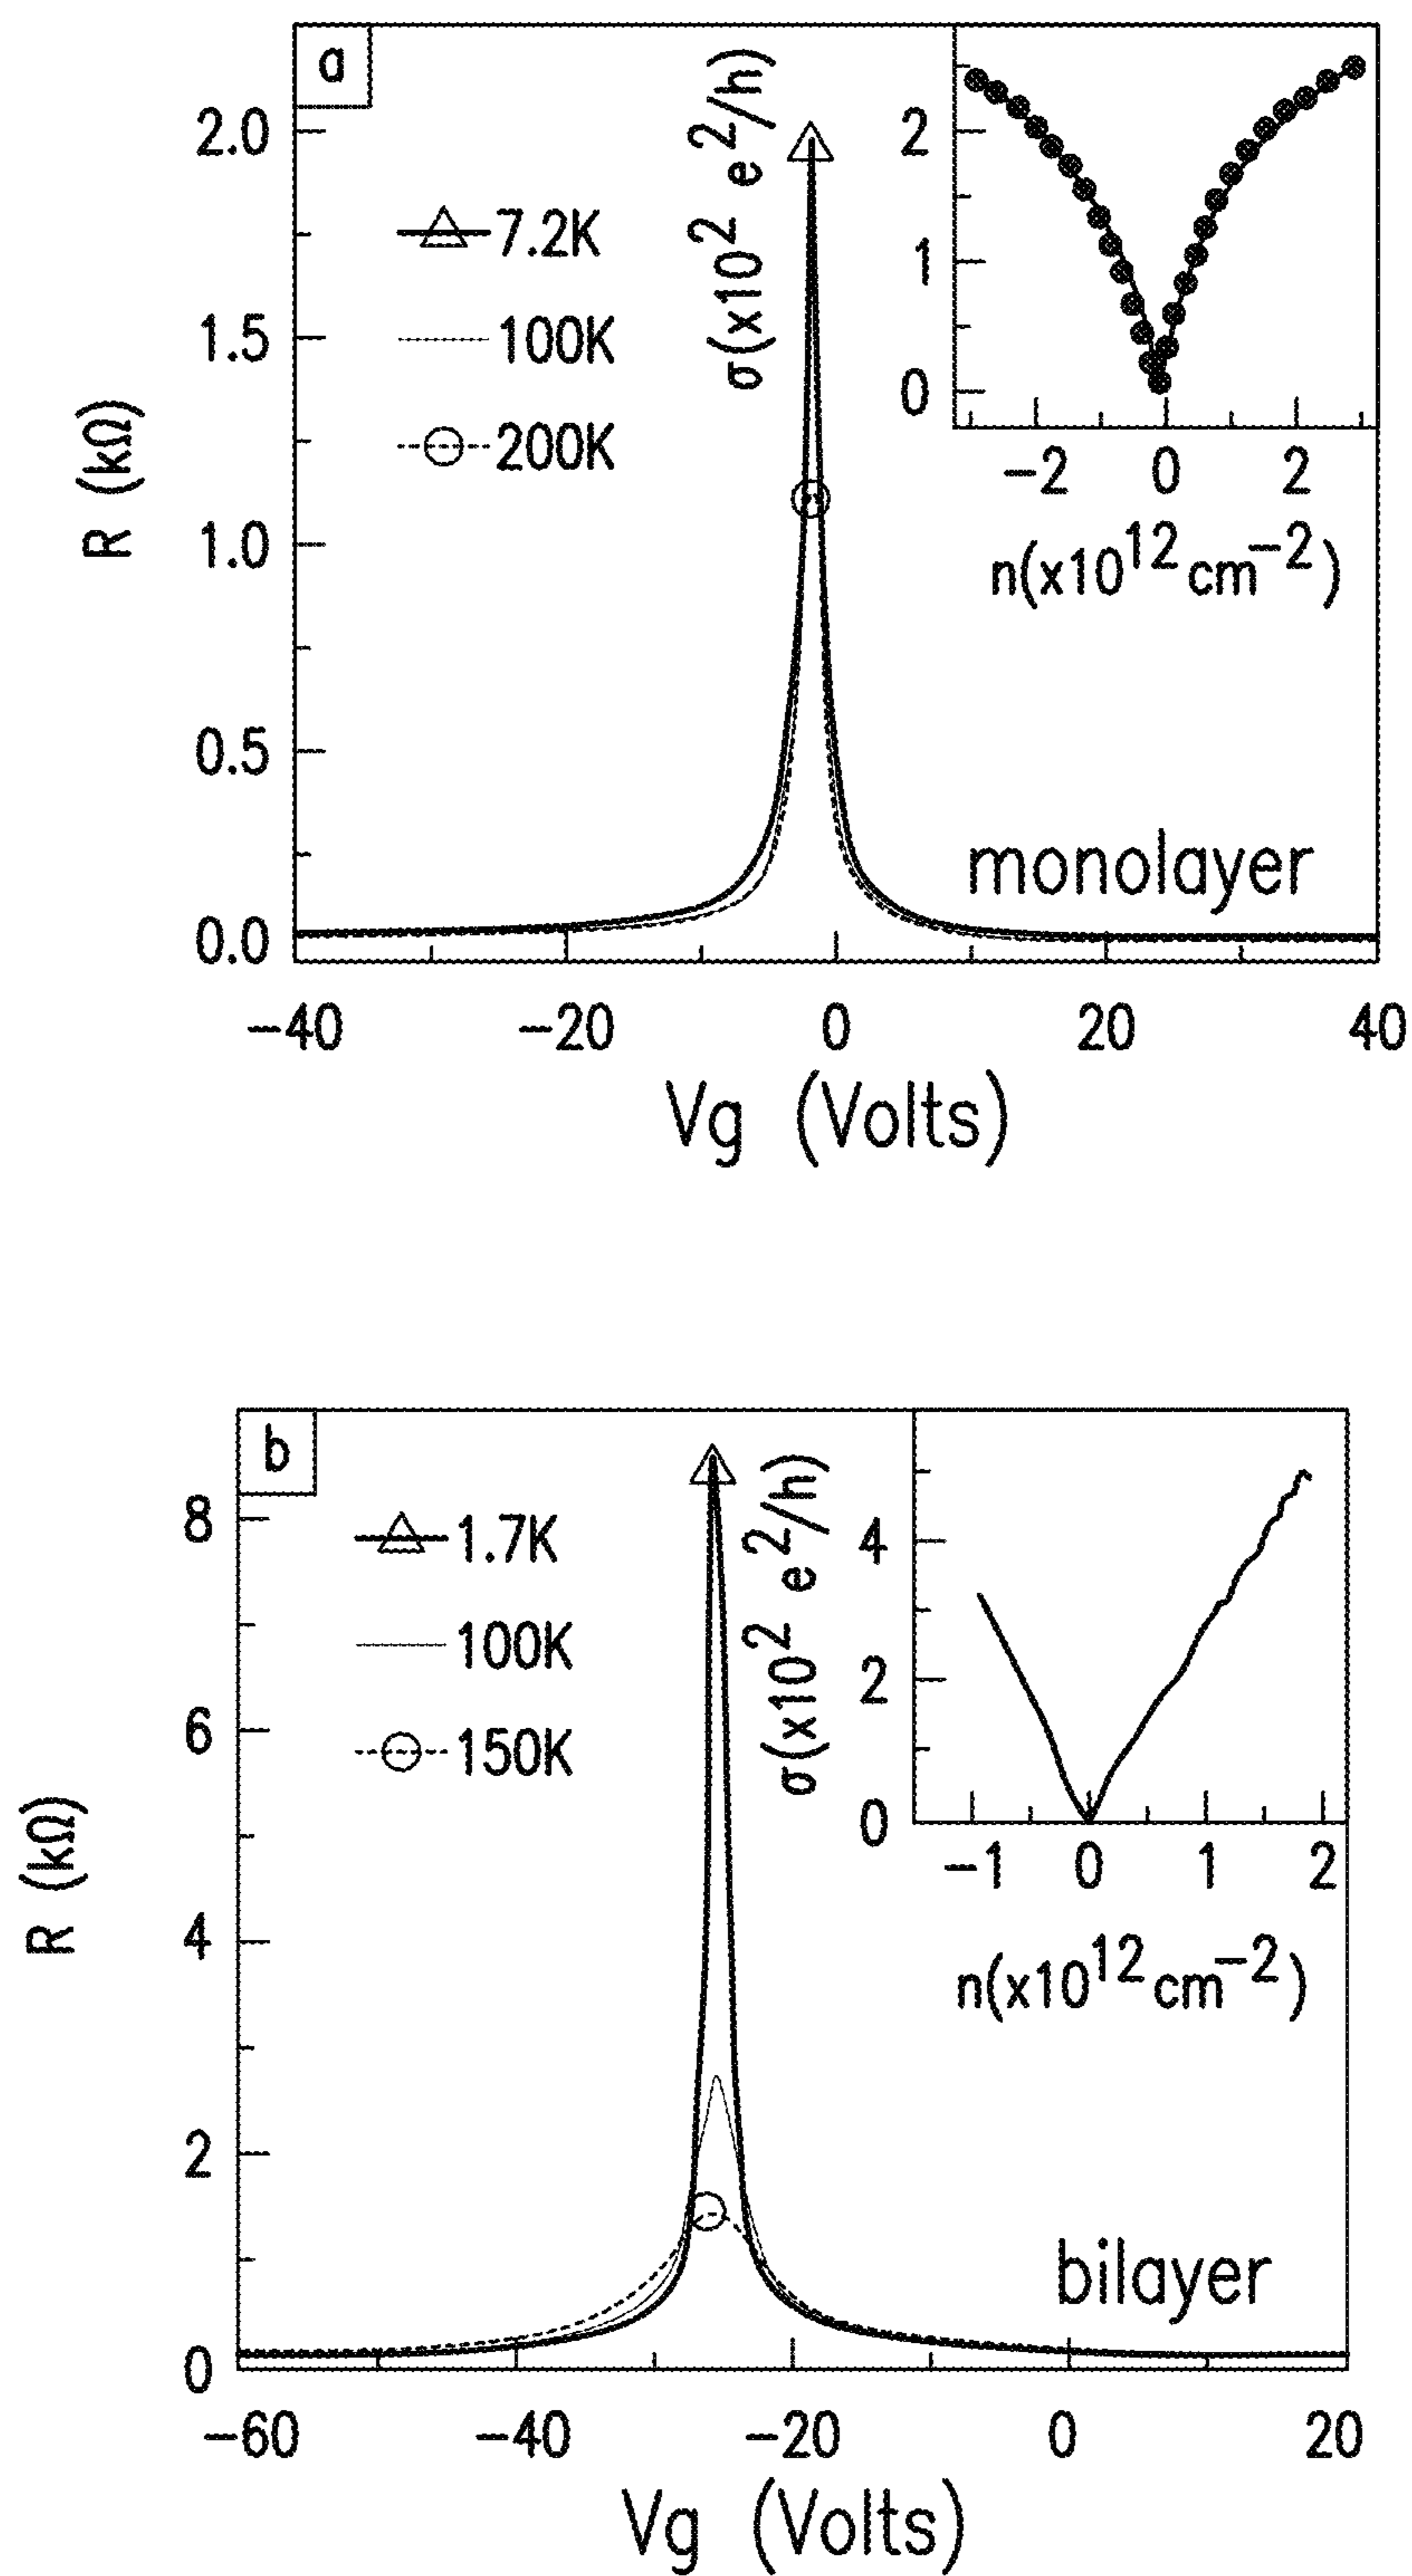 a
R (kΩ)
2.0
1.5
1.0
0.5
0.0
7.2K
100K
200K
σ(x10² e²/h)
2
1
0
−2 0 2
n(x10¹² cm⁻²)
monolayer
−40 −20 0 20 40
Vg (Volts)
b
R (kΩ)
8
6
4
2
0
1.7K
100K
150K
σ(x10² e²/h)
4
2
0
−1 0 1 2
n(x10¹² cm⁻²)
bilayer
−60 −40 −20 0 20
Vg (Volts)